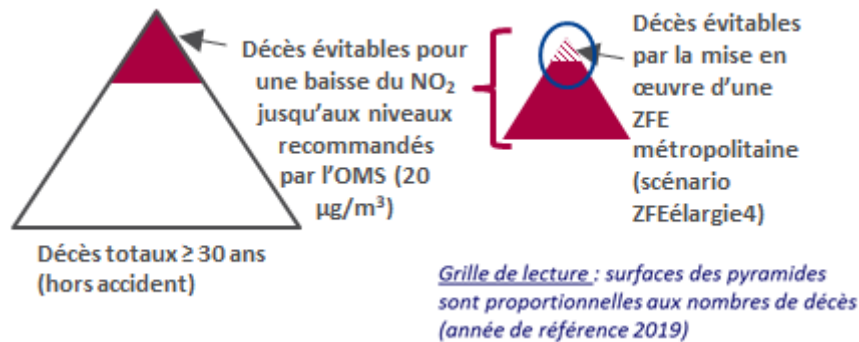 Décès évitables pour
une baisse du NO₂
jusqu'aux niveaux
recommandés
par l'OMS (20
µg/m³)
Décès totaux ≥ 30 ans
(hors accident)
Décès évitables
par la mise en
œuvre d'une
ZFE
métropolitaine
(scénario
ZFEélargie4)
Grille de lecture : surfaces des pyramides
sont proportionnelles aux nombres de décès
(année de référence 2019)